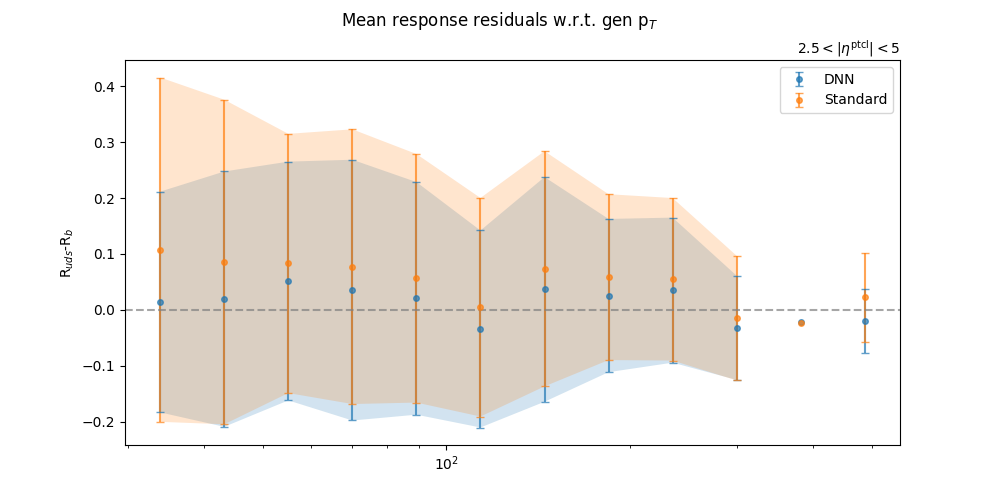 Mean response residuals w.r.t. gen p_T
2.5 < |η^ptcl| < 5
DNN
Standard
R_uds-R_b
0.4
0.3
0.2
0.1
0.0
−0.1
−0.2
10^2